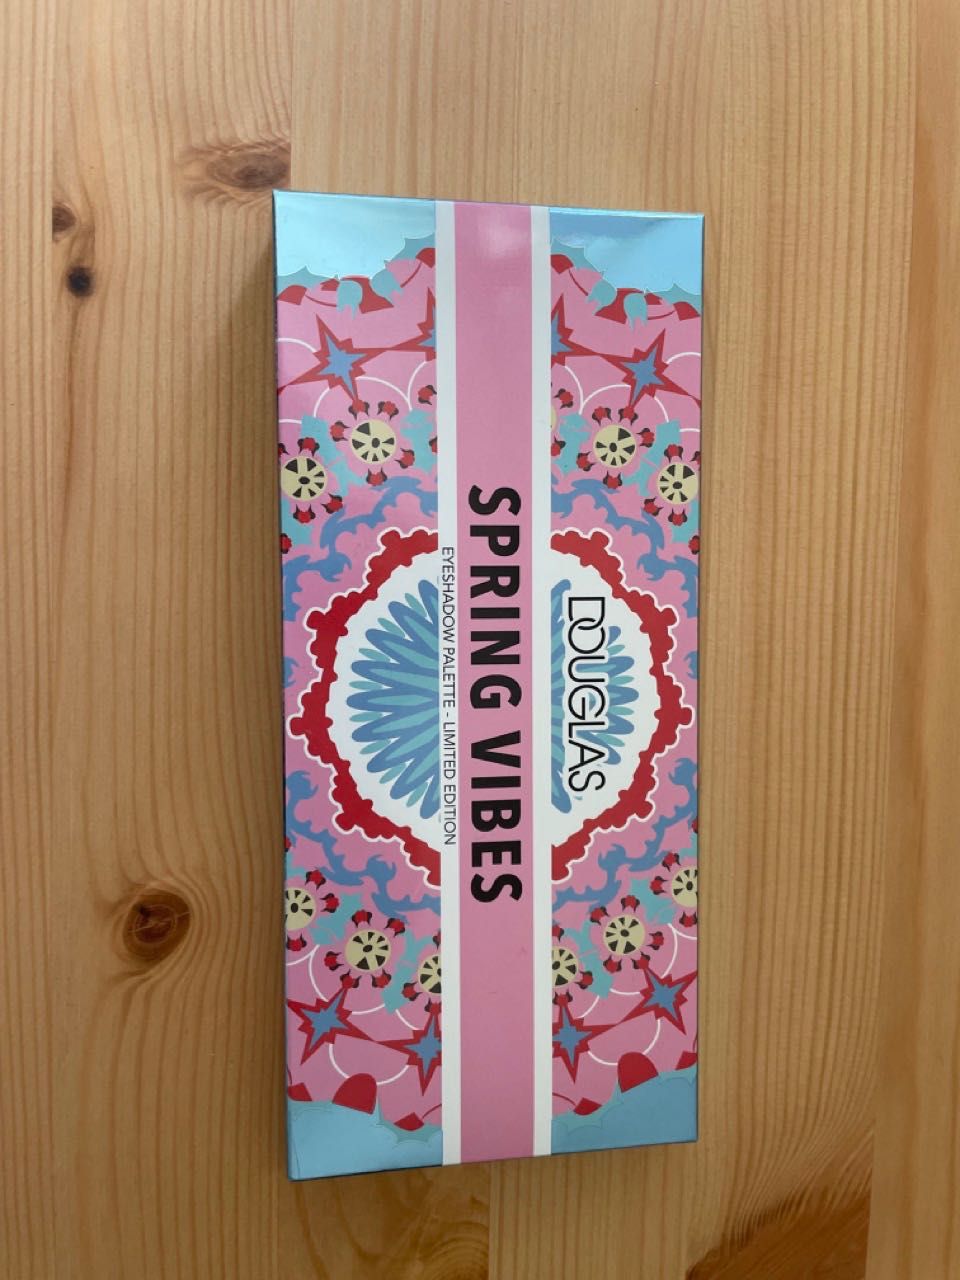 DOUGLAS
SPRING VIBES
EYESHADOW PALETTE - LIMITED EDITION